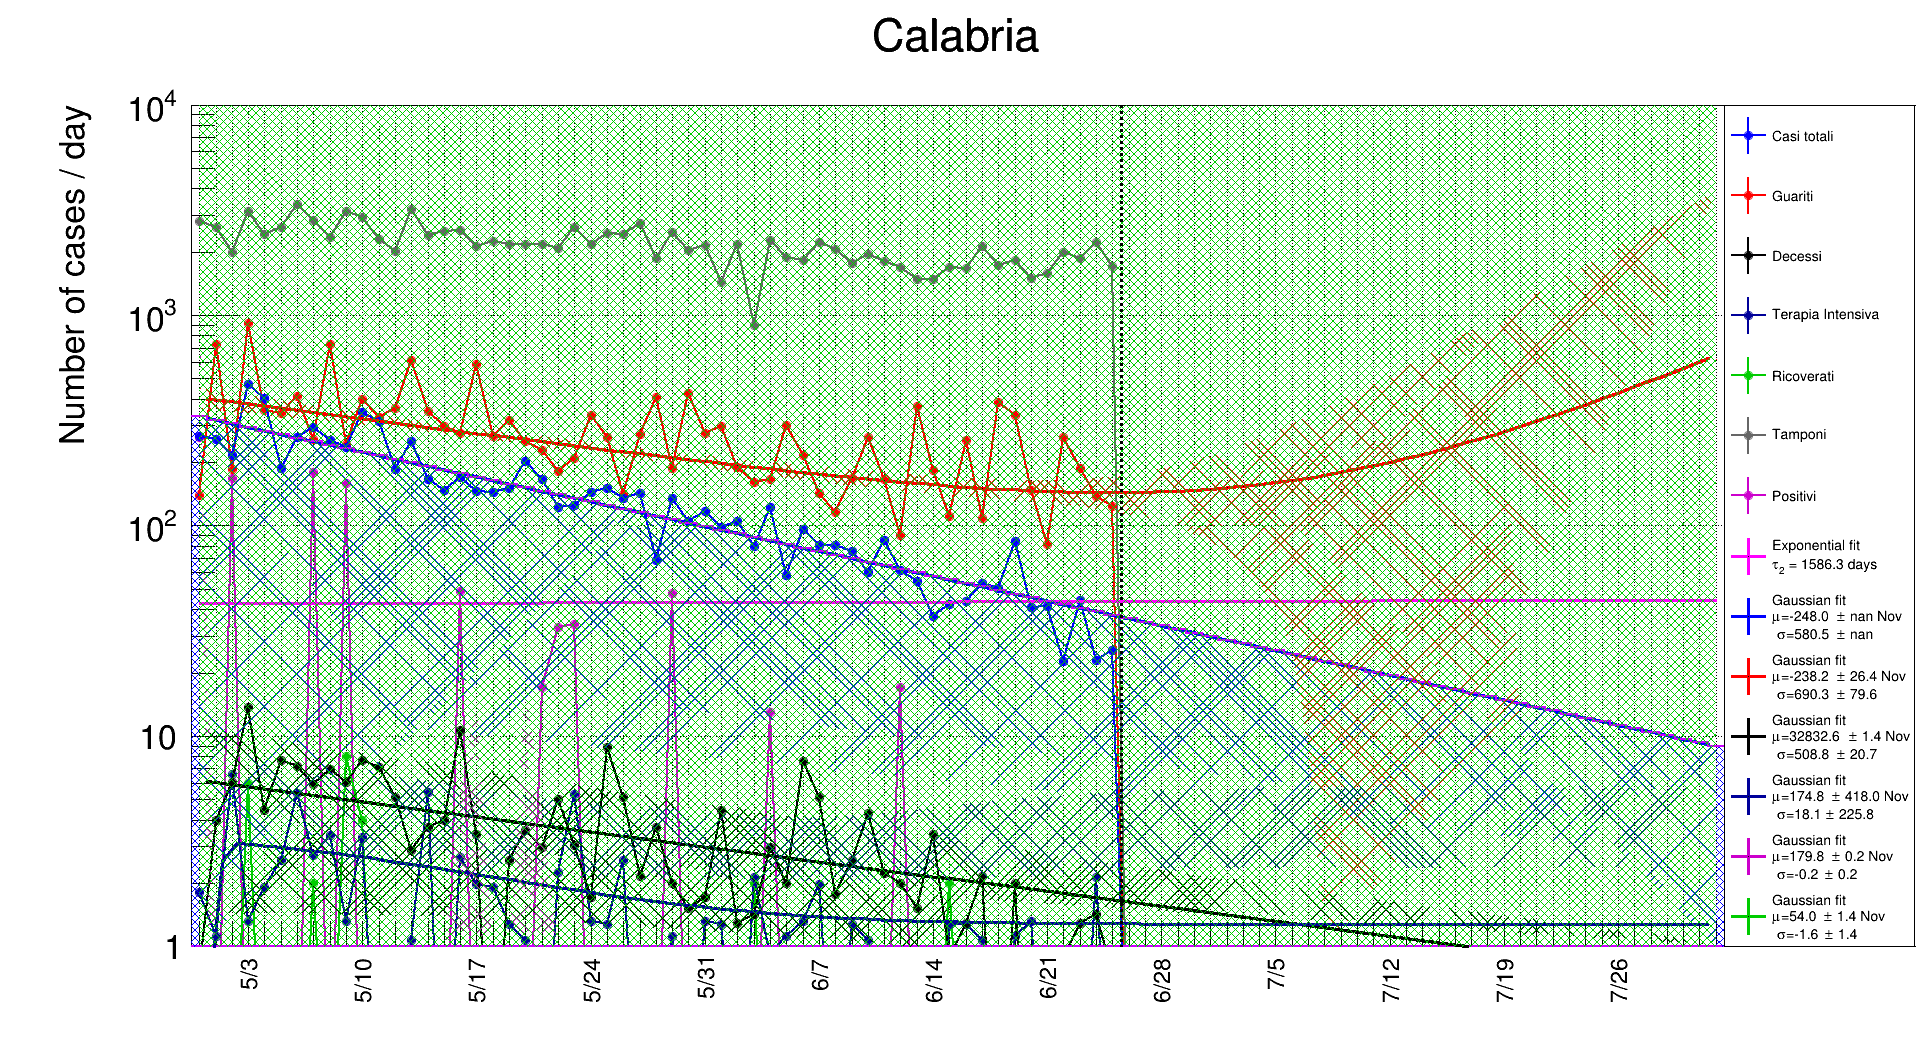 Calabria
Number of cases / day
10⁴
10³
10²
10
1
5/3
5/10
5/17
5/24
5/31
6/7
6/14
6/21
6/28
7/5
7/12
7/19
7/26
Casi totali
Guariti
Decessi
Terapia Intensiva
Ricoverati
Tamponi
Positivi
Exponential fit
τ₂ = 1586.3 days
Gaussian fit
μ=-248.0 ± nan Nov
σ=580.5 ± nan
Gaussian fit
μ=-238.2 ± 26.4 Nov
σ=690.3 ± 79.6
Gaussian fit
μ=32832.6 ± 1.4 Nov
σ=508.8 ± 20.7
Gaussian fit
μ=174.8 ± 418.0 Nov
σ=18.1 ± 225.8
Gaussian fit
μ=179.8 ± 0.2 Nov
σ=-0.2 ± 0.2
Gaussian fit
μ=54.0 ± 1.4 Nov
σ=-1.6 ± 1.4